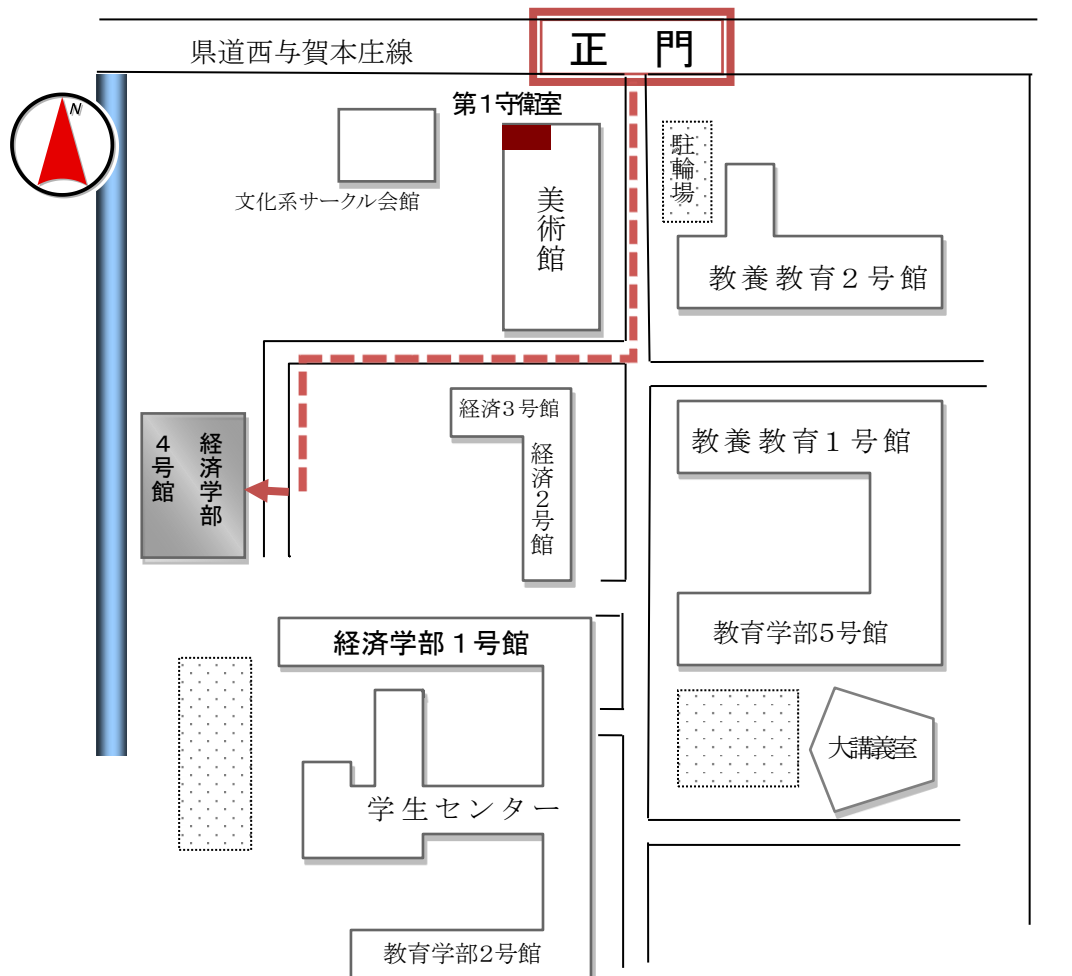 正 門
県道西与賀本庄線
N
第1守衛室
駐輪場
文化系サークル会館
美術館
教養教育2号館
経済3号館
教養教育1号館
経済学部
4号館
経済2号館
経済学部1号館
教育学部5号館
大講義室
学生センター
教育学部2号館